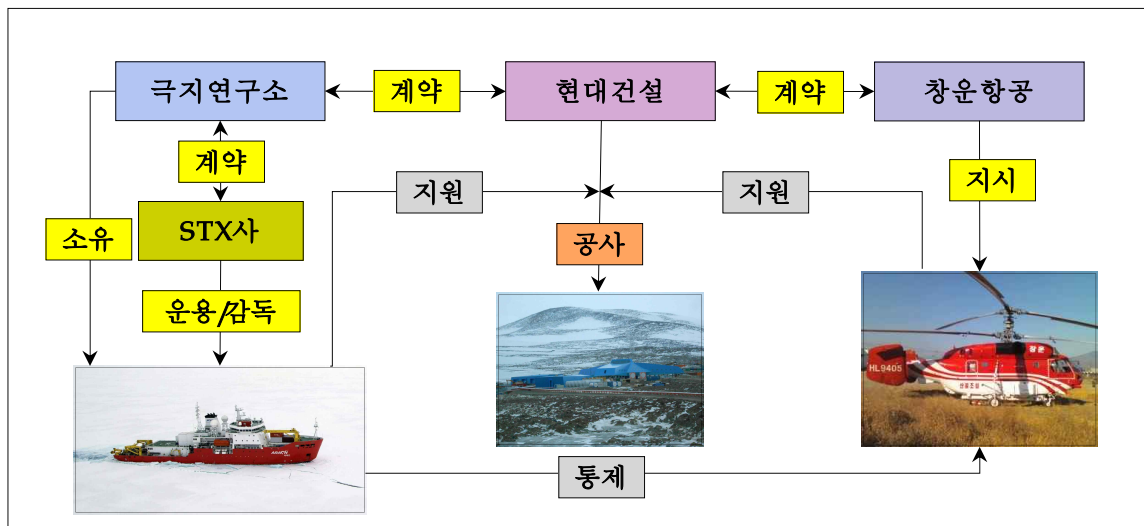 극지연구소
계약
현대건설
계약
창운항공
계약
지원
지원
지시
소유
STX사
공사
운용/감독
HL9405
ARAON
통제